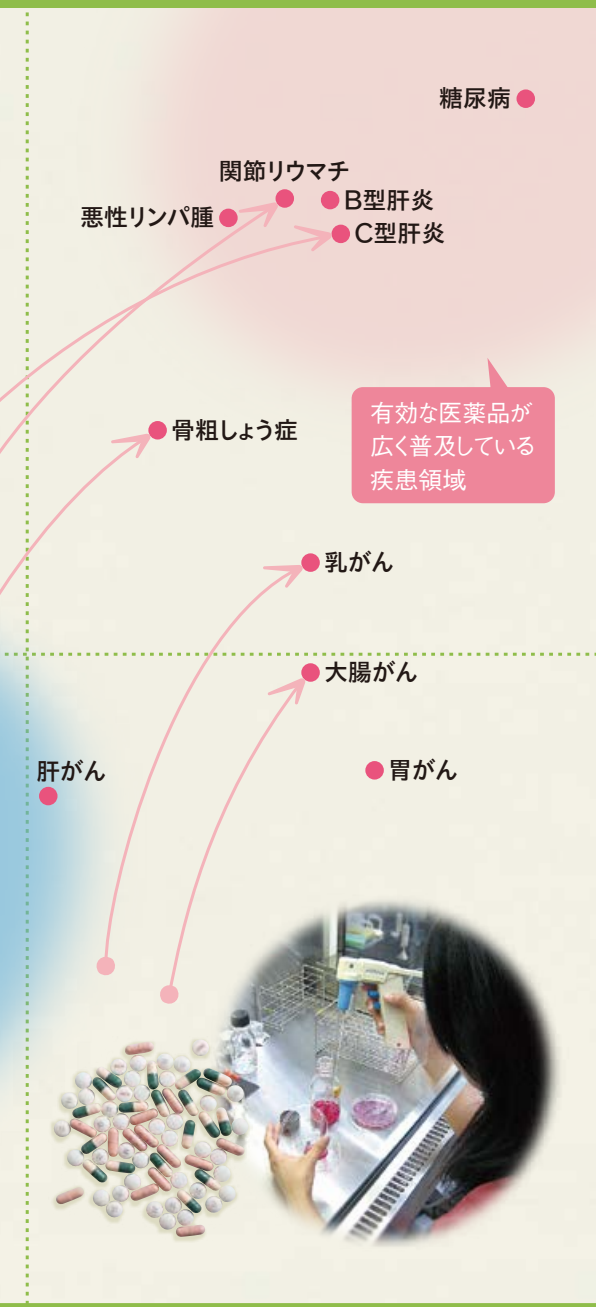 糖尿病
関節リウマチ
B型肝炎
悪性リンパ腫
C型肝炎
有効な医薬品が
広く普及している
疾患領域
骨粗しょう症
乳がん
大腸がん
肝がん
胃がん